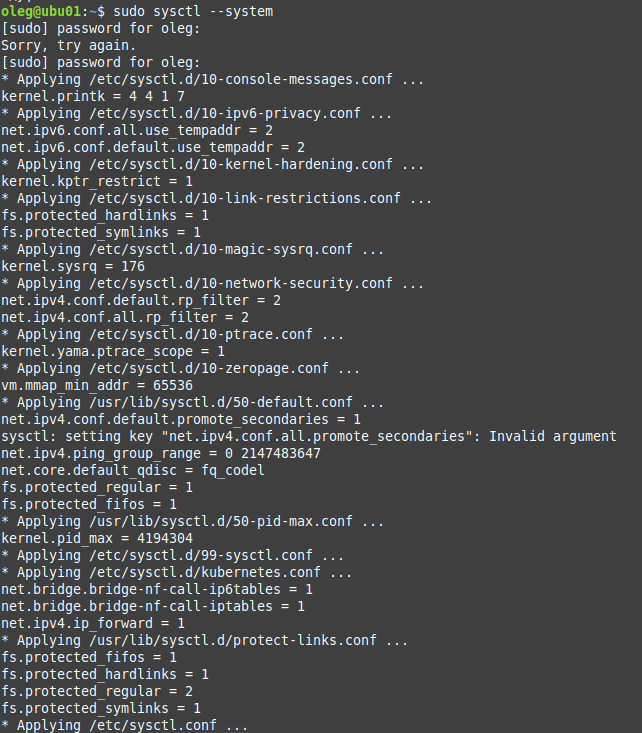 oleg@ubu01:~$ sudo sysctl --system
[sudo] password for oleg:
Sorry, try again.
[sudo] password for oleg:
* Applying /etc/sysctl.d/10-console-messages.conf ...
kernel.printk = 4 4 1 7
* Applying /etc/sysctl.d/10-ipv6-privacy.conf ...
net.ipv6.conf.all.use_tempaddr = 2
net.ipv6.conf.default.use_tempaddr = 2
* Applying /etc/sysctl.d/10-kernel-hardening.conf ...
kernel.kptr_restrict = 1
* Applying /etc/sysctl.d/10-link-restrictions.conf ...
fs.protected_hardlinks = 1
fs.protected_symlinks = 1
* Applying /etc/sysctl.d/10-magic-sysrq.conf ...
kernel.sysrq = 176
* Applying /etc/sysctl.d/10-network-security.conf ...
net.ipv4.conf.default.rp_filter = 2
net.ipv4.conf.all.rp_filter = 2
* Applying /etc/sysctl.d/10-ptrace.conf ...
kernel.yama.ptrace_scope = 1
* Applying /etc/sysctl.d/10-zeropage.conf ...
vm.mmap_min_addr = 65536
* Applying /usr/lib/sysctl.d/50-default.conf ...
net.ipv4.conf.default.promote_secondaries = 1
sysctl: setting key "net.ipv4.conf.all.promote_secondaries": Invalid argument
net.ipv4.ping_group_range = 0 2147483647
net.core.default_qdisc = fq_codel
fs.protected_regular = 1
fs.protected_fifos = 1
* Applying /usr/lib/sysctl.d/50-pid-max.conf ...
kernel.pid_max = 4194304
* Applying /etc/sysctl.d/99-sysctl.conf ...
* Applying /etc/sysctl.d/kubernetes.conf ...
net.bridge.bridge-nf-call-ip6tables = 1
net.bridge.bridge-nf-call-iptables = 1
net.ipv4.ip_forward = 1
* Applying /usr/lib/sysctl.d/protect-links.conf ...
fs.protected_fifos = 1
fs.protected_hardlinks = 1
fs.protected_regular = 2
fs.protected_symlinks = 1
* Applying /etc/sysctl.conf ...